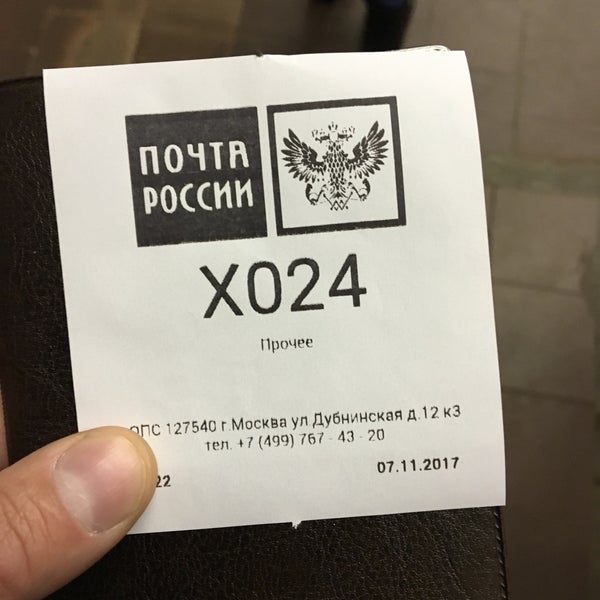 ПОЧТА
РОССИИ
Х024
Прочее
ОПС 127540 г.Москва ул Дубнинская д.12 к3
тел. +7 (499) 767 - 43 - 20
22 07.11.2017